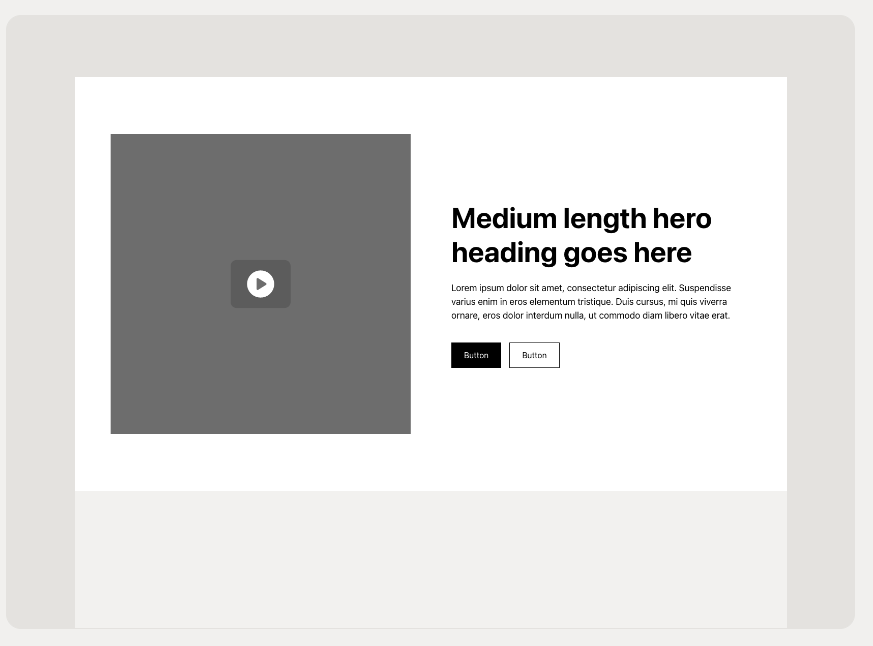 Medium length hero
heading goes here
Lorem ipsum dolor sit amet, consectetur adipiscing elit. Suspendisse
varius enim in eros elementum tristique. Duis cursus, mi quis viverra
ornare, eros dolor interdum nulla, ut commodo diam libero vitae erat.
Button
Button